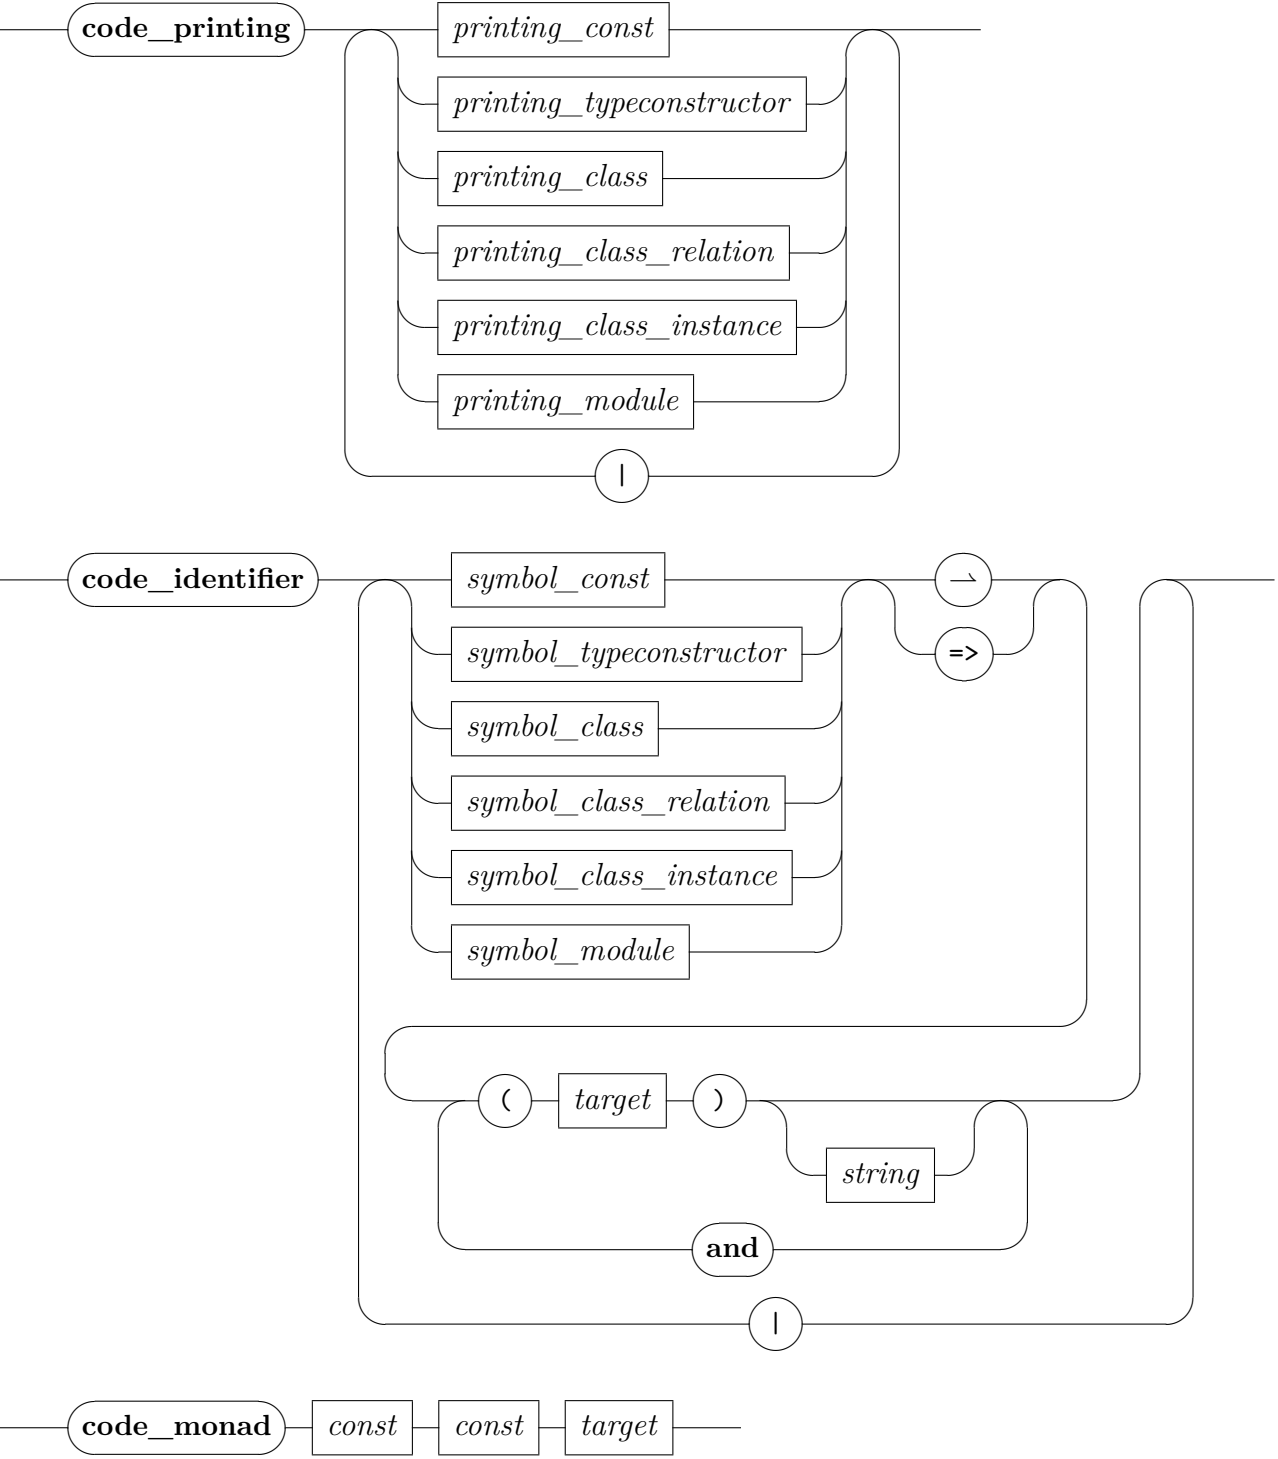 code_printing printing_const
printing_typeconstructor
printing_class
printing_class_relation
printing_class_instance
printing_module
|
code_identifier symbol_const ⇀
symbol_typeconstructor =>
symbol_class
symbol_class_relation
symbol_class_instance
symbol_module
( target )
string
and
|
code_monad const const target